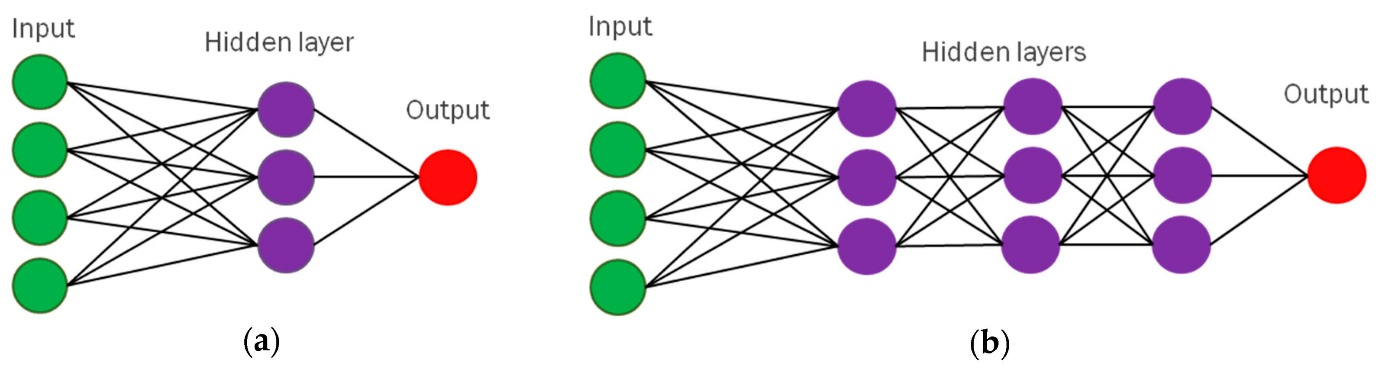 Input
Hidden layer
Output
(a)
Input
Hidden layers
Output
(b)